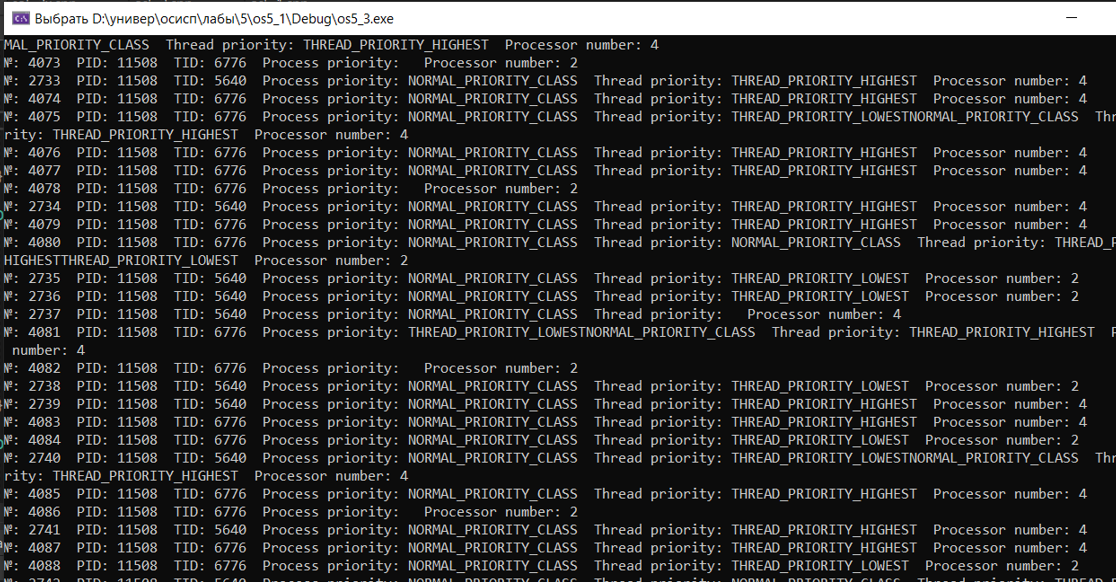 Выбрать D:\универ\осисп\лабы\5\os5_1\Debug\os5_3.exe
MAL_PRIORITY_CLASS  Thread priority: THREAD_PRIORITY_HIGHEST  Processor number: 4
№: 4073  PID: 11508  TID: 6776  Process priority:   Processor number: 2
№: 2733  PID: 11508  TID: 5640  Process priority: NORMAL_PRIORITY_CLASS  Thread priority: THREAD_PRIORITY_HIGHEST  Processor number: 4
№: 4074  PID: 11508  TID: 6776  Process priority: NORMAL_PRIORITY_CLASS  Thread priority: THREAD_PRIORITY_HIGHEST  Processor number: 4
№: 4075  PID: 11508  TID: 6776  Process priority: NORMAL_PRIORITY_CLASS  Thread priority: THREAD_PRIORITY_LOWESTNORMAL_PRIORITY_CLASS  Thr
rity: THREAD_PRIORITY_HIGHEST  Processor number: 4
№: 4076  PID: 11508  TID: 6776  Process priority: NORMAL_PRIORITY_CLASS  Thread priority: THREAD_PRIORITY_HIGHEST  Processor number: 4
№: 4077  PID: 11508  TID: 6776  Process priority: NORMAL_PRIORITY_CLASS  Thread priority: THREAD_PRIORITY_HIGHEST  Processor number: 4
№: 4078  PID: 11508  TID: 6776  Process priority:   Processor number: 2
№: 2734  PID: 11508  TID: 5640  Process priority: NORMAL_PRIORITY_CLASS  Thread priority: THREAD_PRIORITY_HIGHEST  Processor number: 4
№: 4079  PID: 11508  TID: 6776  Process priority: NORMAL_PRIORITY_CLASS  Thread priority: THREAD_PRIORITY_HIGHEST  Processor number: 4
№: 4080  PID: 11508  TID: 6776  Process priority: NORMAL_PRIORITY_CLASS  Thread priority: NORMAL_PRIORITY_CLASS  Thread priority: THREAD_P
HIGHESTTHREAD_PRIORITY_LOWEST  Processor number: 2
№: 2735  PID: 11508  TID: 5640  Process priority: NORMAL_PRIORITY_CLASS  Thread priority: THREAD_PRIORITY_LOWEST  Processor number: 2
№: 2736  PID: 11508  TID: 5640  Process priority: NORMAL_PRIORITY_CLASS  Thread priority: THREAD_PRIORITY_LOWEST  Processor number: 2
№: 2737  PID: 11508  TID: 5640  Process priority: NORMAL_PRIORITY_CLASS  Thread priority:   Processor number: 4
№: 4081  PID: 11508  TID: 6776  Process priority: THREAD_PRIORITY_LOWESTNORMAL_PRIORITY_CLASS  Thread priority: THREAD_PRIORITY_HIGHEST  P
number: 4
№: 4082  PID: 11508  TID: 6776  Process priority:   Processor number: 2
№: 2738  PID: 11508  TID: 5640  Process priority: NORMAL_PRIORITY_CLASS  Thread priority: THREAD_PRIORITY_LOWEST  Processor number: 2
№: 2739  PID: 11508  TID: 5640  Process priority: NORMAL_PRIORITY_CLASS  Thread priority: THREAD_PRIORITY_HIGHEST  Processor number: 4
№: 4083  PID: 11508  TID: 6776  Process priority: NORMAL_PRIORITY_CLASS  Thread priority: THREAD_PRIORITY_HIGHEST  Processor number: 4
№: 4084  PID: 11508  TID: 6776  Process priority: NORMAL_PRIORITY_CLASS  Thread priority: THREAD_PRIORITY_LOWEST  Processor number: 2
№: 2740  PID: 11508  TID: 5640  Process priority: NORMAL_PRIORITY_CLASS  Thread priority: THREAD_PRIORITY_LOWESTNORMAL_PRIORITY_CLASS  Thr
rity: THREAD_PRIORITY_HIGHEST  Processor number: 4
№: 4085  PID: 11508  TID: 6776  Process priority: NORMAL_PRIORITY_CLASS  Thread priority: THREAD_PRIORITY_HIGHEST  Processor number: 4
№: 4086  PID: 11508  TID: 6776  Process priority:   Processor number: 2
№: 2741  PID: 11508  TID: 5640  Process priority: NORMAL_PRIORITY_CLASS  Thread priority: THREAD_PRIORITY_HIGHEST  Processor number: 4
№: 4087  PID: 11508  TID: 6776  Process priority: NORMAL_PRIORITY_CLASS  Thread priority: THREAD_PRIORITY_HIGHEST  Processor number: 4
№: 4088  PID: 11508  TID: 6776  Process priority: NORMAL_PRIORITY_CLASS  Thread priority: THREAD_PRIORITY_LOWEST  Processor number: 2